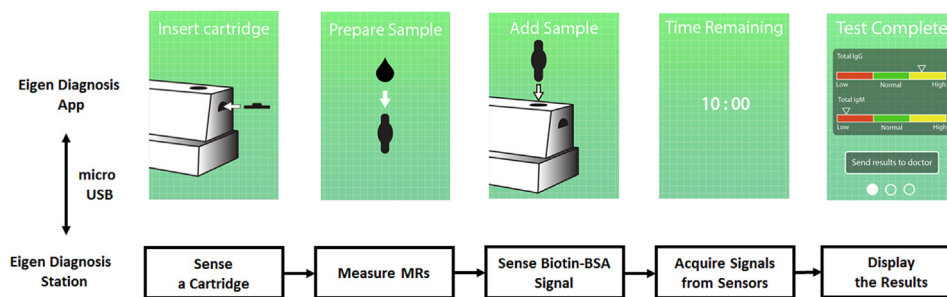 Insert cartridge
Prepare Sample
Add Sample
Time Remaining
Test Complete
Eigen Diagnosis
App
10 : 00
Total IgG
Low Normal High
Total IgM
Low Normal High
Send results to doctor
micro
USB
Eigen Diagnosis
Station
Sense
a Cartridge
Measure MRs
Sense Biotin-BSA
Signal
Acquire Signals
from Sensors
Display
the Results